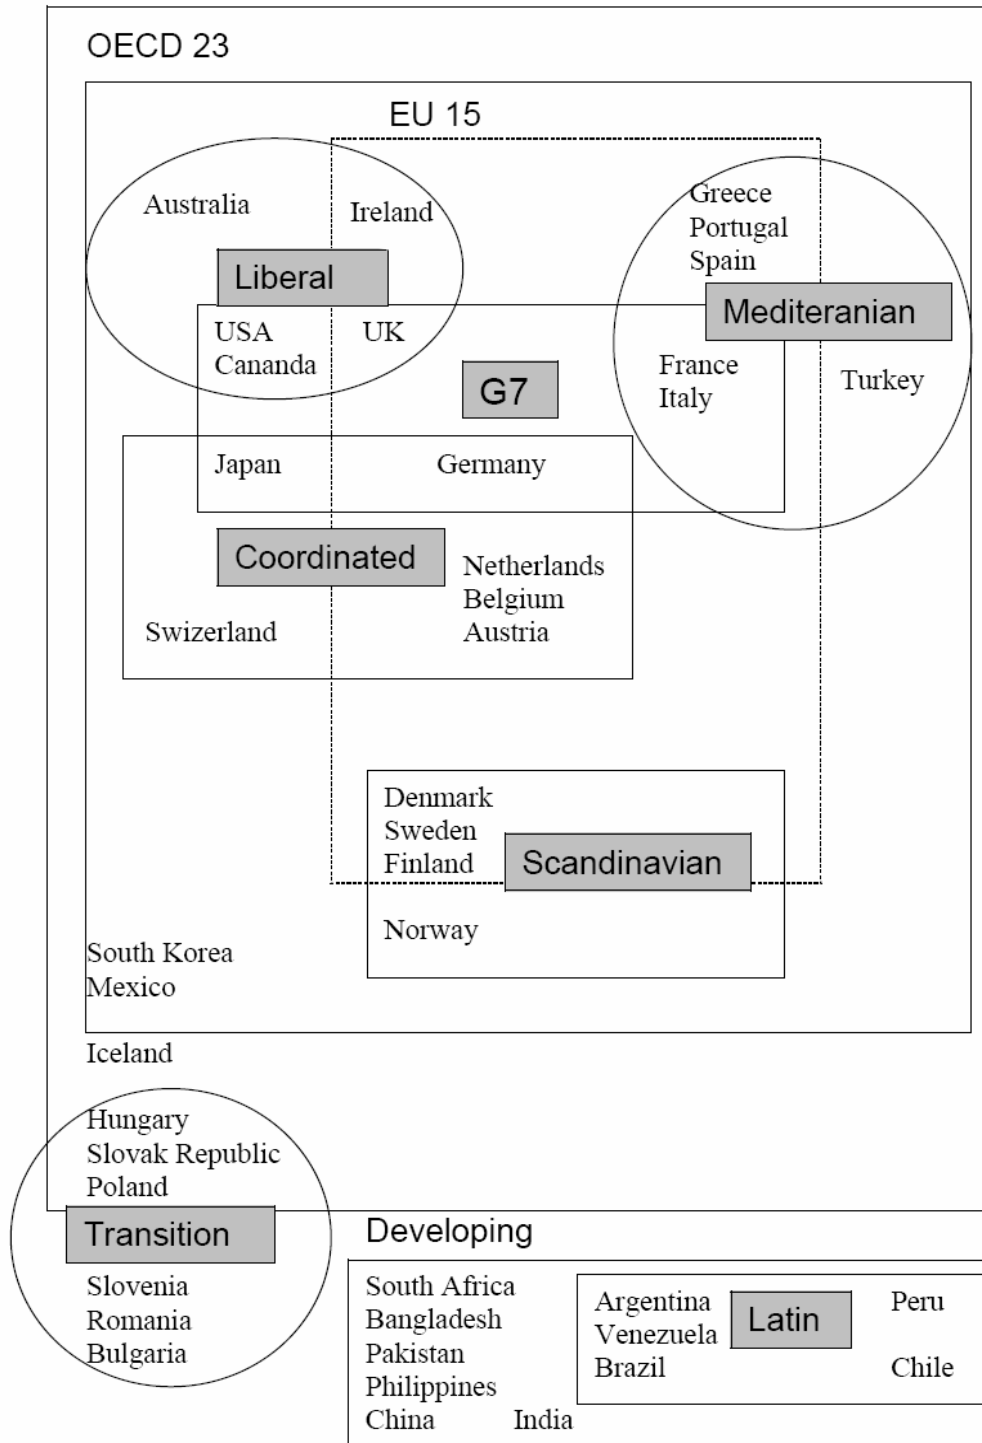 OECD 23
EU 15
Australia
Ireland
Greece
Portugal
Spain
Liberal
Mediteranian
USA
UK
Cananda
France
Italy
Turkey
G7
Japan
Germany
Coordinated
Netherlands
Belgium
Austria
Swizerland
Denmark
Sweden
Finland
Scandinavian
Norway
South Korea
Mexico
Iceland
Hungary
Slovak Republic
Poland
Transition
Slovenia
Romania
Bulgaria
Developing
South Africa
Bangladesh
Pakistan
Philippines
China India
Argentina
Venezuela
Brazil
Latin
Peru
Chile